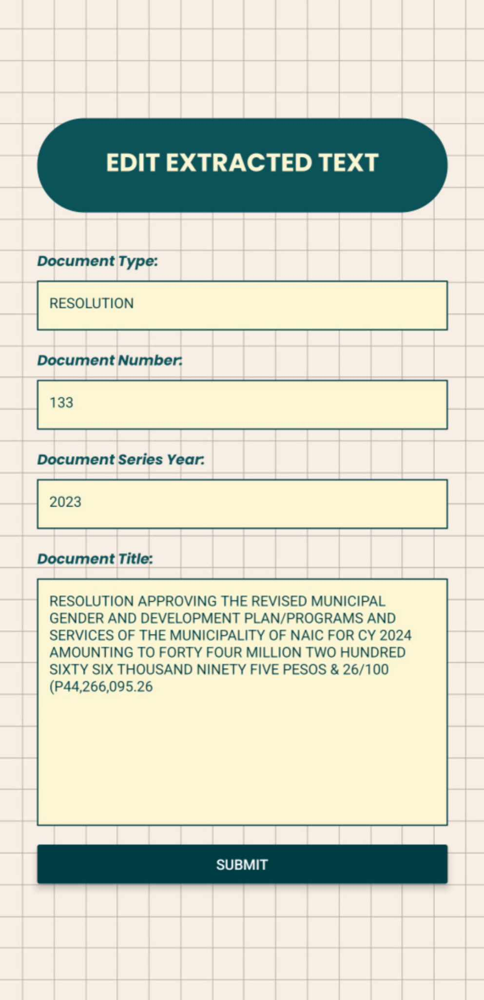 EDIT EXTRACTED TEXT
Document Type:
RESOLUTION
Document Number:
133
Document Series Year:
2023
Document Title:
RESOLUTION APPROVING THE REVISED MUNICIPAL
GENDER AND DEVELOPMENT PLAN/PROGRAMS AND
SERVICES OF THE MUNICIPALITY OF NAIC FOR CY 2024
AMOUNTING TO FORTY FOUR MILLION TWO HUNDRED
SIXTY SIX THOUSAND NINETY FIVE PESOS & 26/100
(P44,266,095.26
SUBMIT